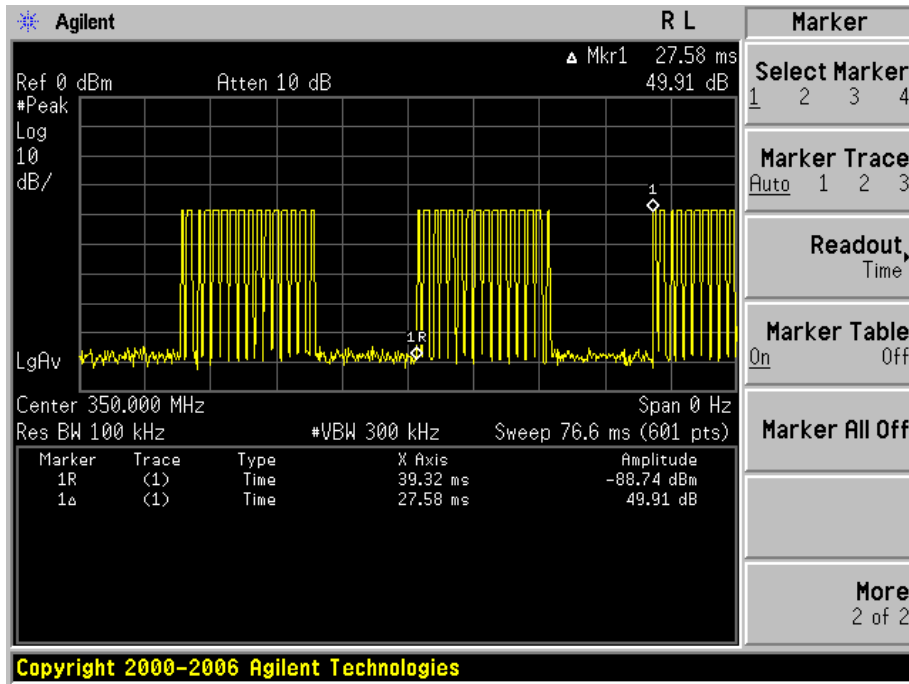 Agilent R L Marker
Δ Mkr1 27.58 ms
Ref 0 dBm Atten 10 dB 49.91 dB
#Peak
Log
10
dB/
1
1R
LgAv
Center 350.000 MHz Span 0 Hz
Res BW 100 kHz #VBW 300 kHz Sweep 76.6 ms (601 pts)
Marker Trace Type X Axis Amplitude
1R (1) Time 39.32 ms -88.74 dBm
1Δ (1) Time 27.58 ms 49.91 dB
Select Marker
1 2 3 4
Marker Trace
Auto 1 2 3
Readout
Time
Marker Table
On Off
Marker All Off
More
2 of 2
Copyright 2000-2006 Agilent Technologies